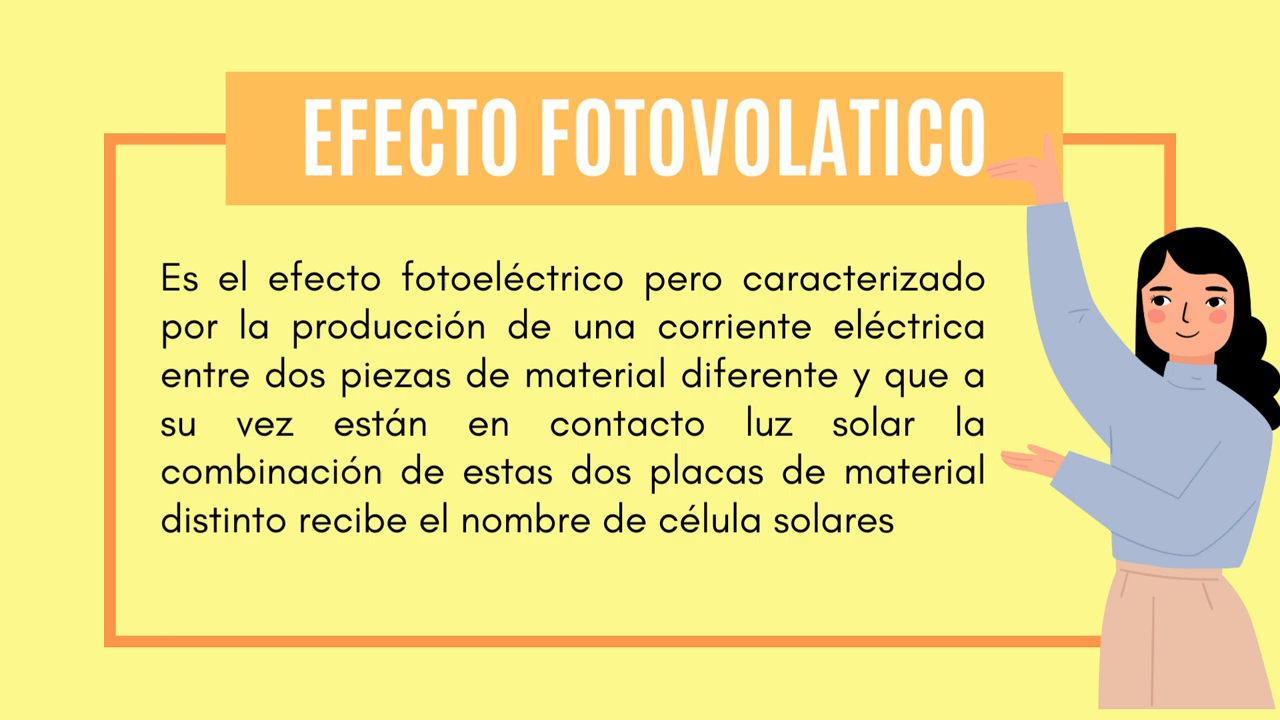 EFECTO FOTOVOLATICO
Es el efecto fotoeléctrico pero caracterizado
por la producción de una corriente eléctrica
entre dos piezas de material diferente y que a
su vez están en contacto luz solar la
combinación de estas dos placas de material
distinto recibe el nombre de célula solares